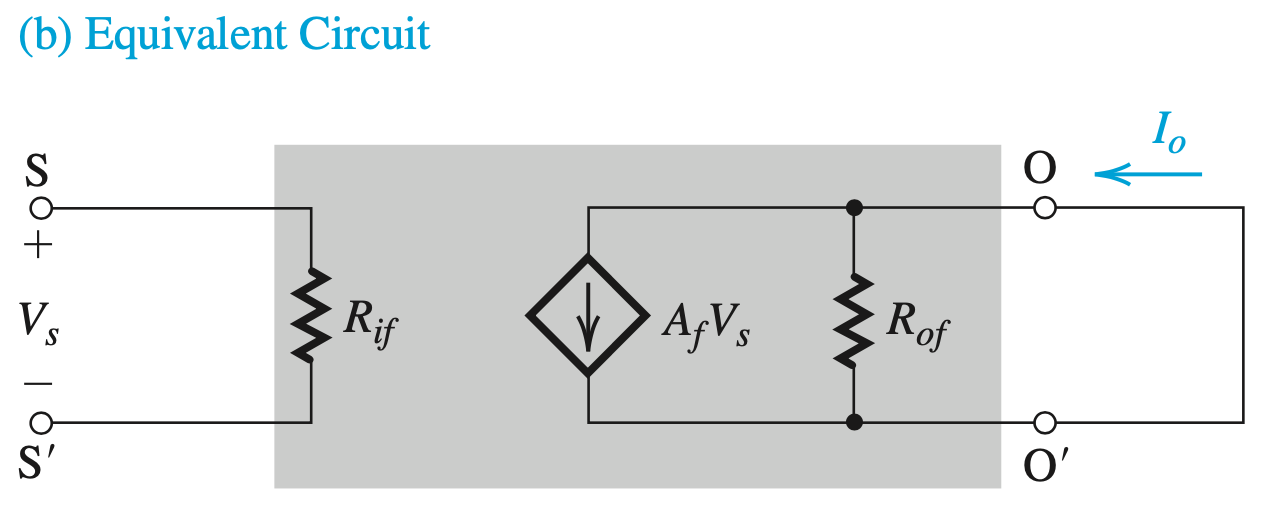 (b) Equivalent Circuit
I_o
S
O
+
V_s
R_if
A_f V_s
R_of
−
S′
O′